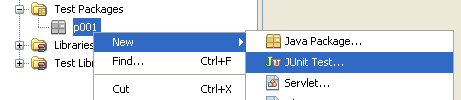 Test Packages
p001
Libraries
Test Libr
New
Find... Ctrl+F
Cut Ctrl+X
Java Package...
JUnit Test...
Servlet...